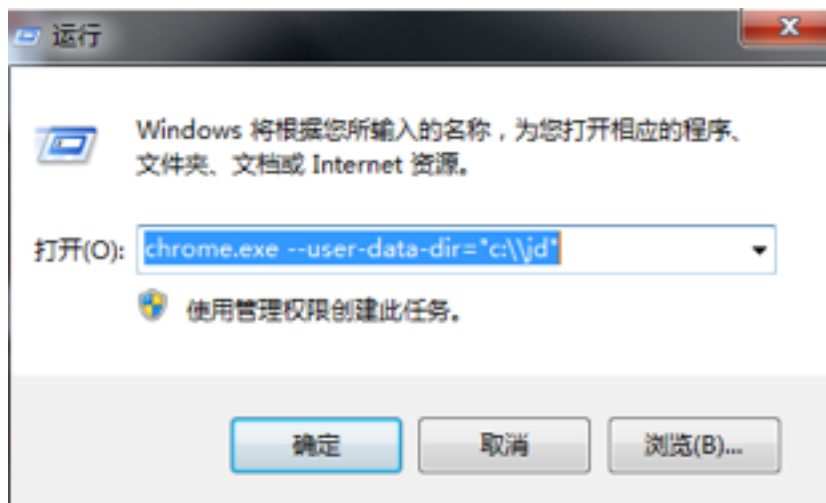 运行
Windows 将根据您所输入的名称，为您打开相应的程序、
文件夹、文档或 Internet 资源。
打开(O): chrome.exe --user-data-dir="c:\\jd"
使用管理权限创建此任务。
确定 取消 浏览(B)...